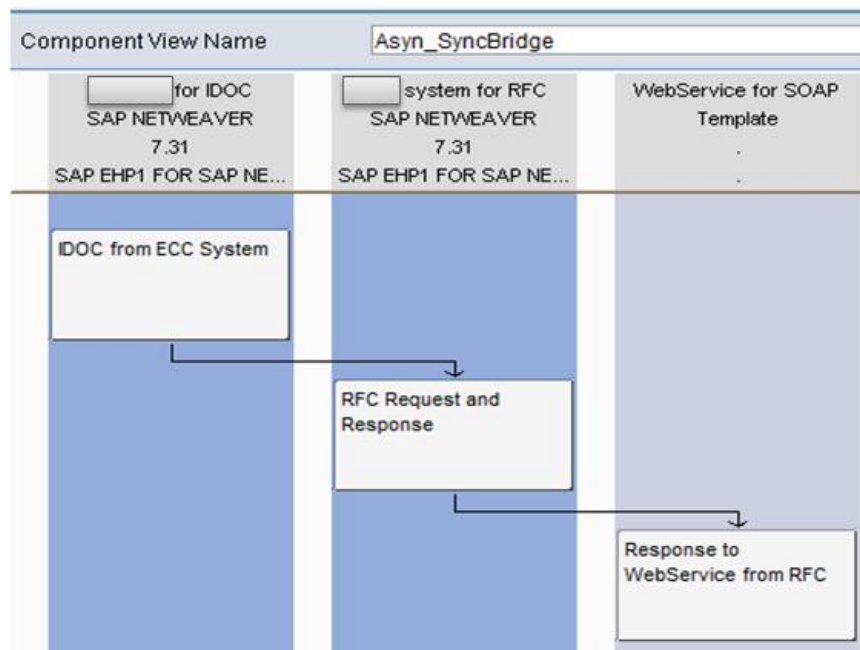 Component View Name
Asyn_SyncBridge
for IDOC
SAP NETWEAVER
7.31
SAP EHP1 FOR SAP NE...
system for RFC
SAP NETWEAVER
7.31
SAP EHP1 FOR SAP NE...
WebService for SOAP
Template
.
.
IDOC from ECC System
RFC Request and
Response
Response to
WebService from RFC